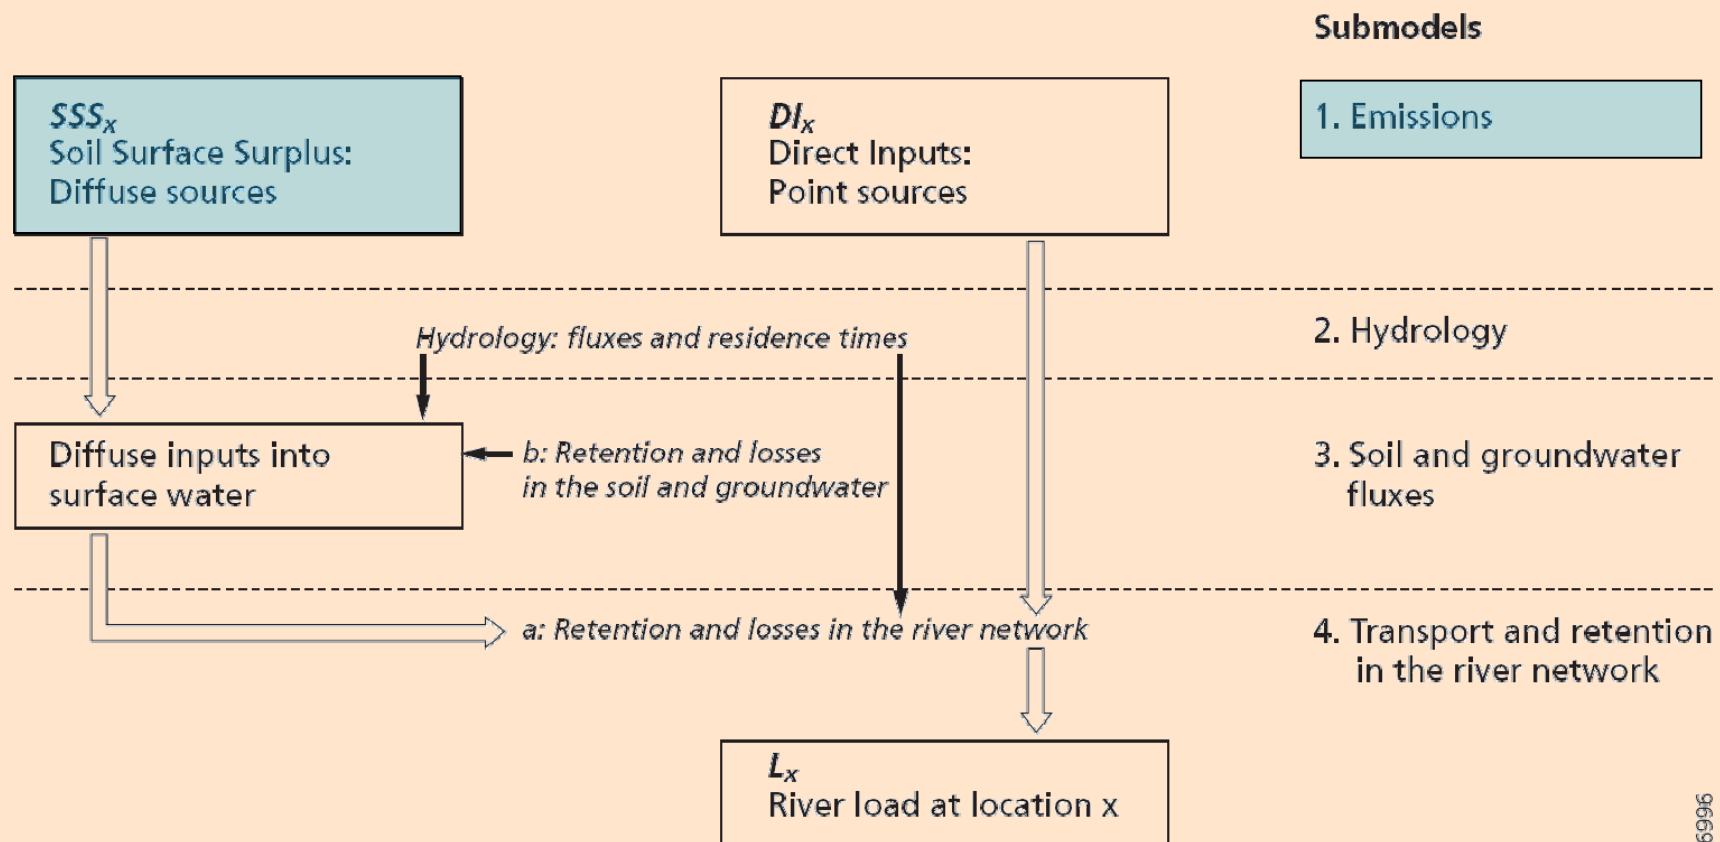 Submodels
SSSx
Soil Surface Surplus:
Diffuse sources
DIx
Direct Inputs:
Point sources
1. Emissions
Hydrology: fluxes and residence times
2. Hydrology
Diffuse inputs into
surface water
b: Retention and losses
in the soil and groundwater
3. Soil and groundwater
fluxes
a: Retention and losses in the river network
4. Transport and retention
in the river network
Lx
River load at location x
6996